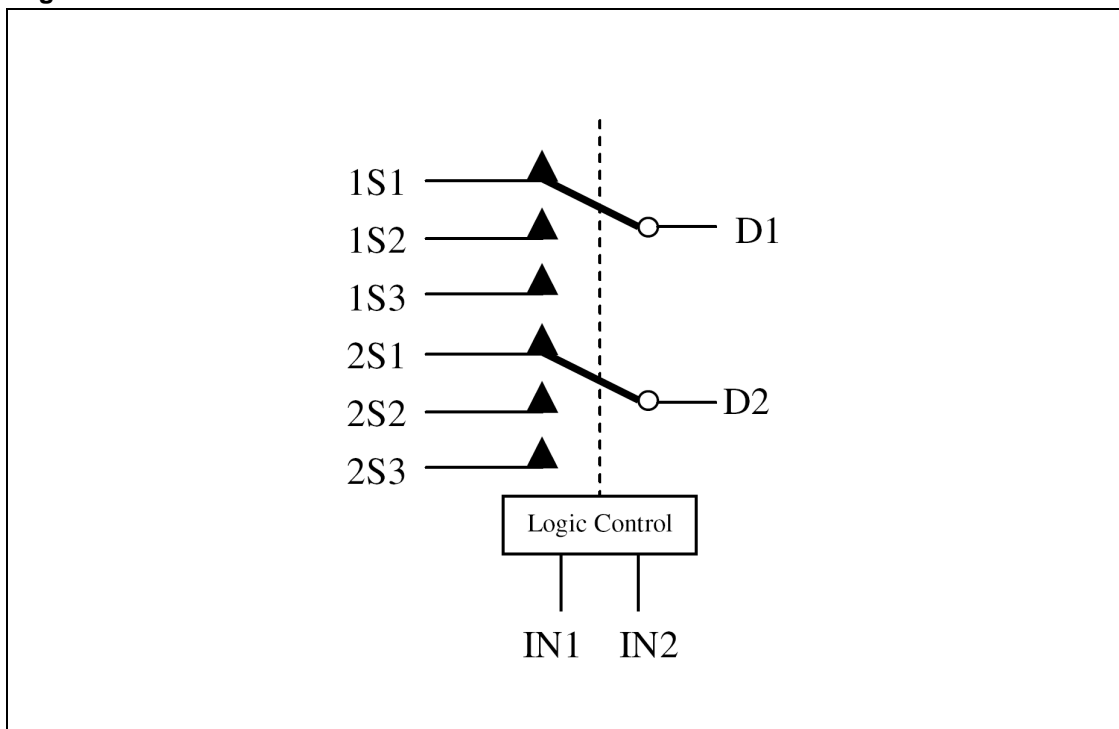 1S1
D1
1S2
1S3
2S1
D2
2S2
2S3
Logic Control
IN1 IN2